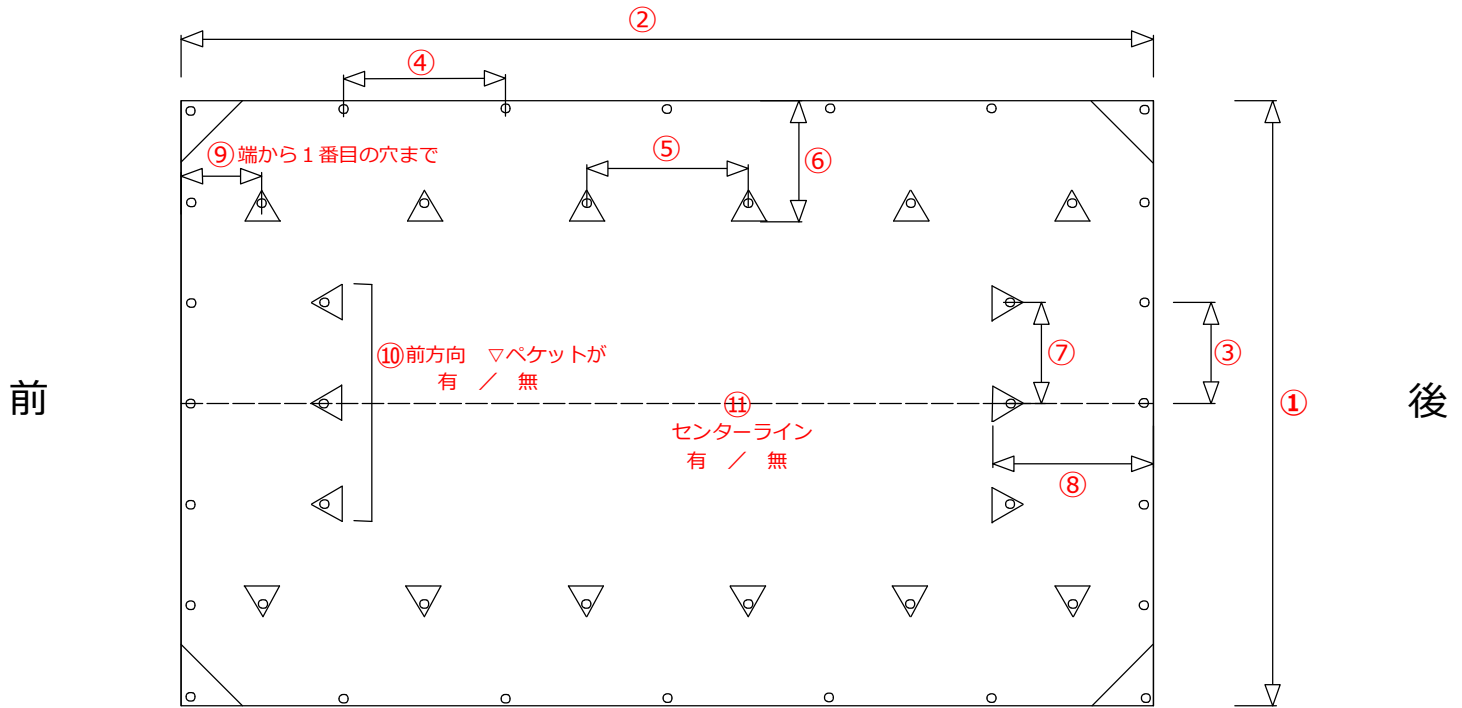 ②
④
⑨端から1番目の穴まで
⑤
⑥
⑩前方向 ▽ペケットが
有 / 無
⑦
③
前
⑪
センターライン
有 / 無
①
後
⑧